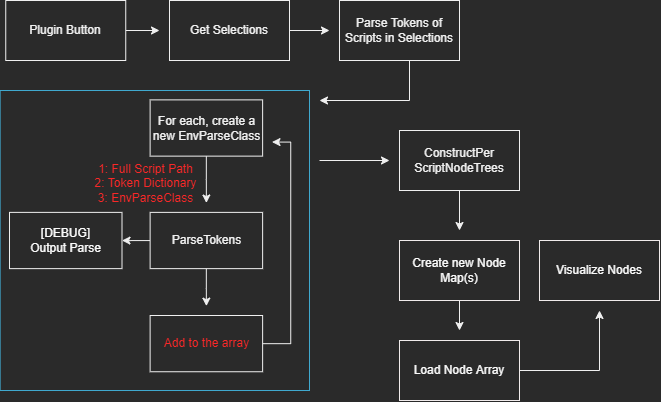 Plugin Button
Get Selections
Parse Tokens of
Scripts in Selections
For each, create a
new EnvParseClass
1: Full Script Path
2: Token Dictionary
3: EnvParseClass
[DEBUG]
Output Parse
ParseTokens
Add to the array
ConstructPer
ScriptNodeTrees
Create new Node
Map(s)
Visualize Nodes
Load Node Array